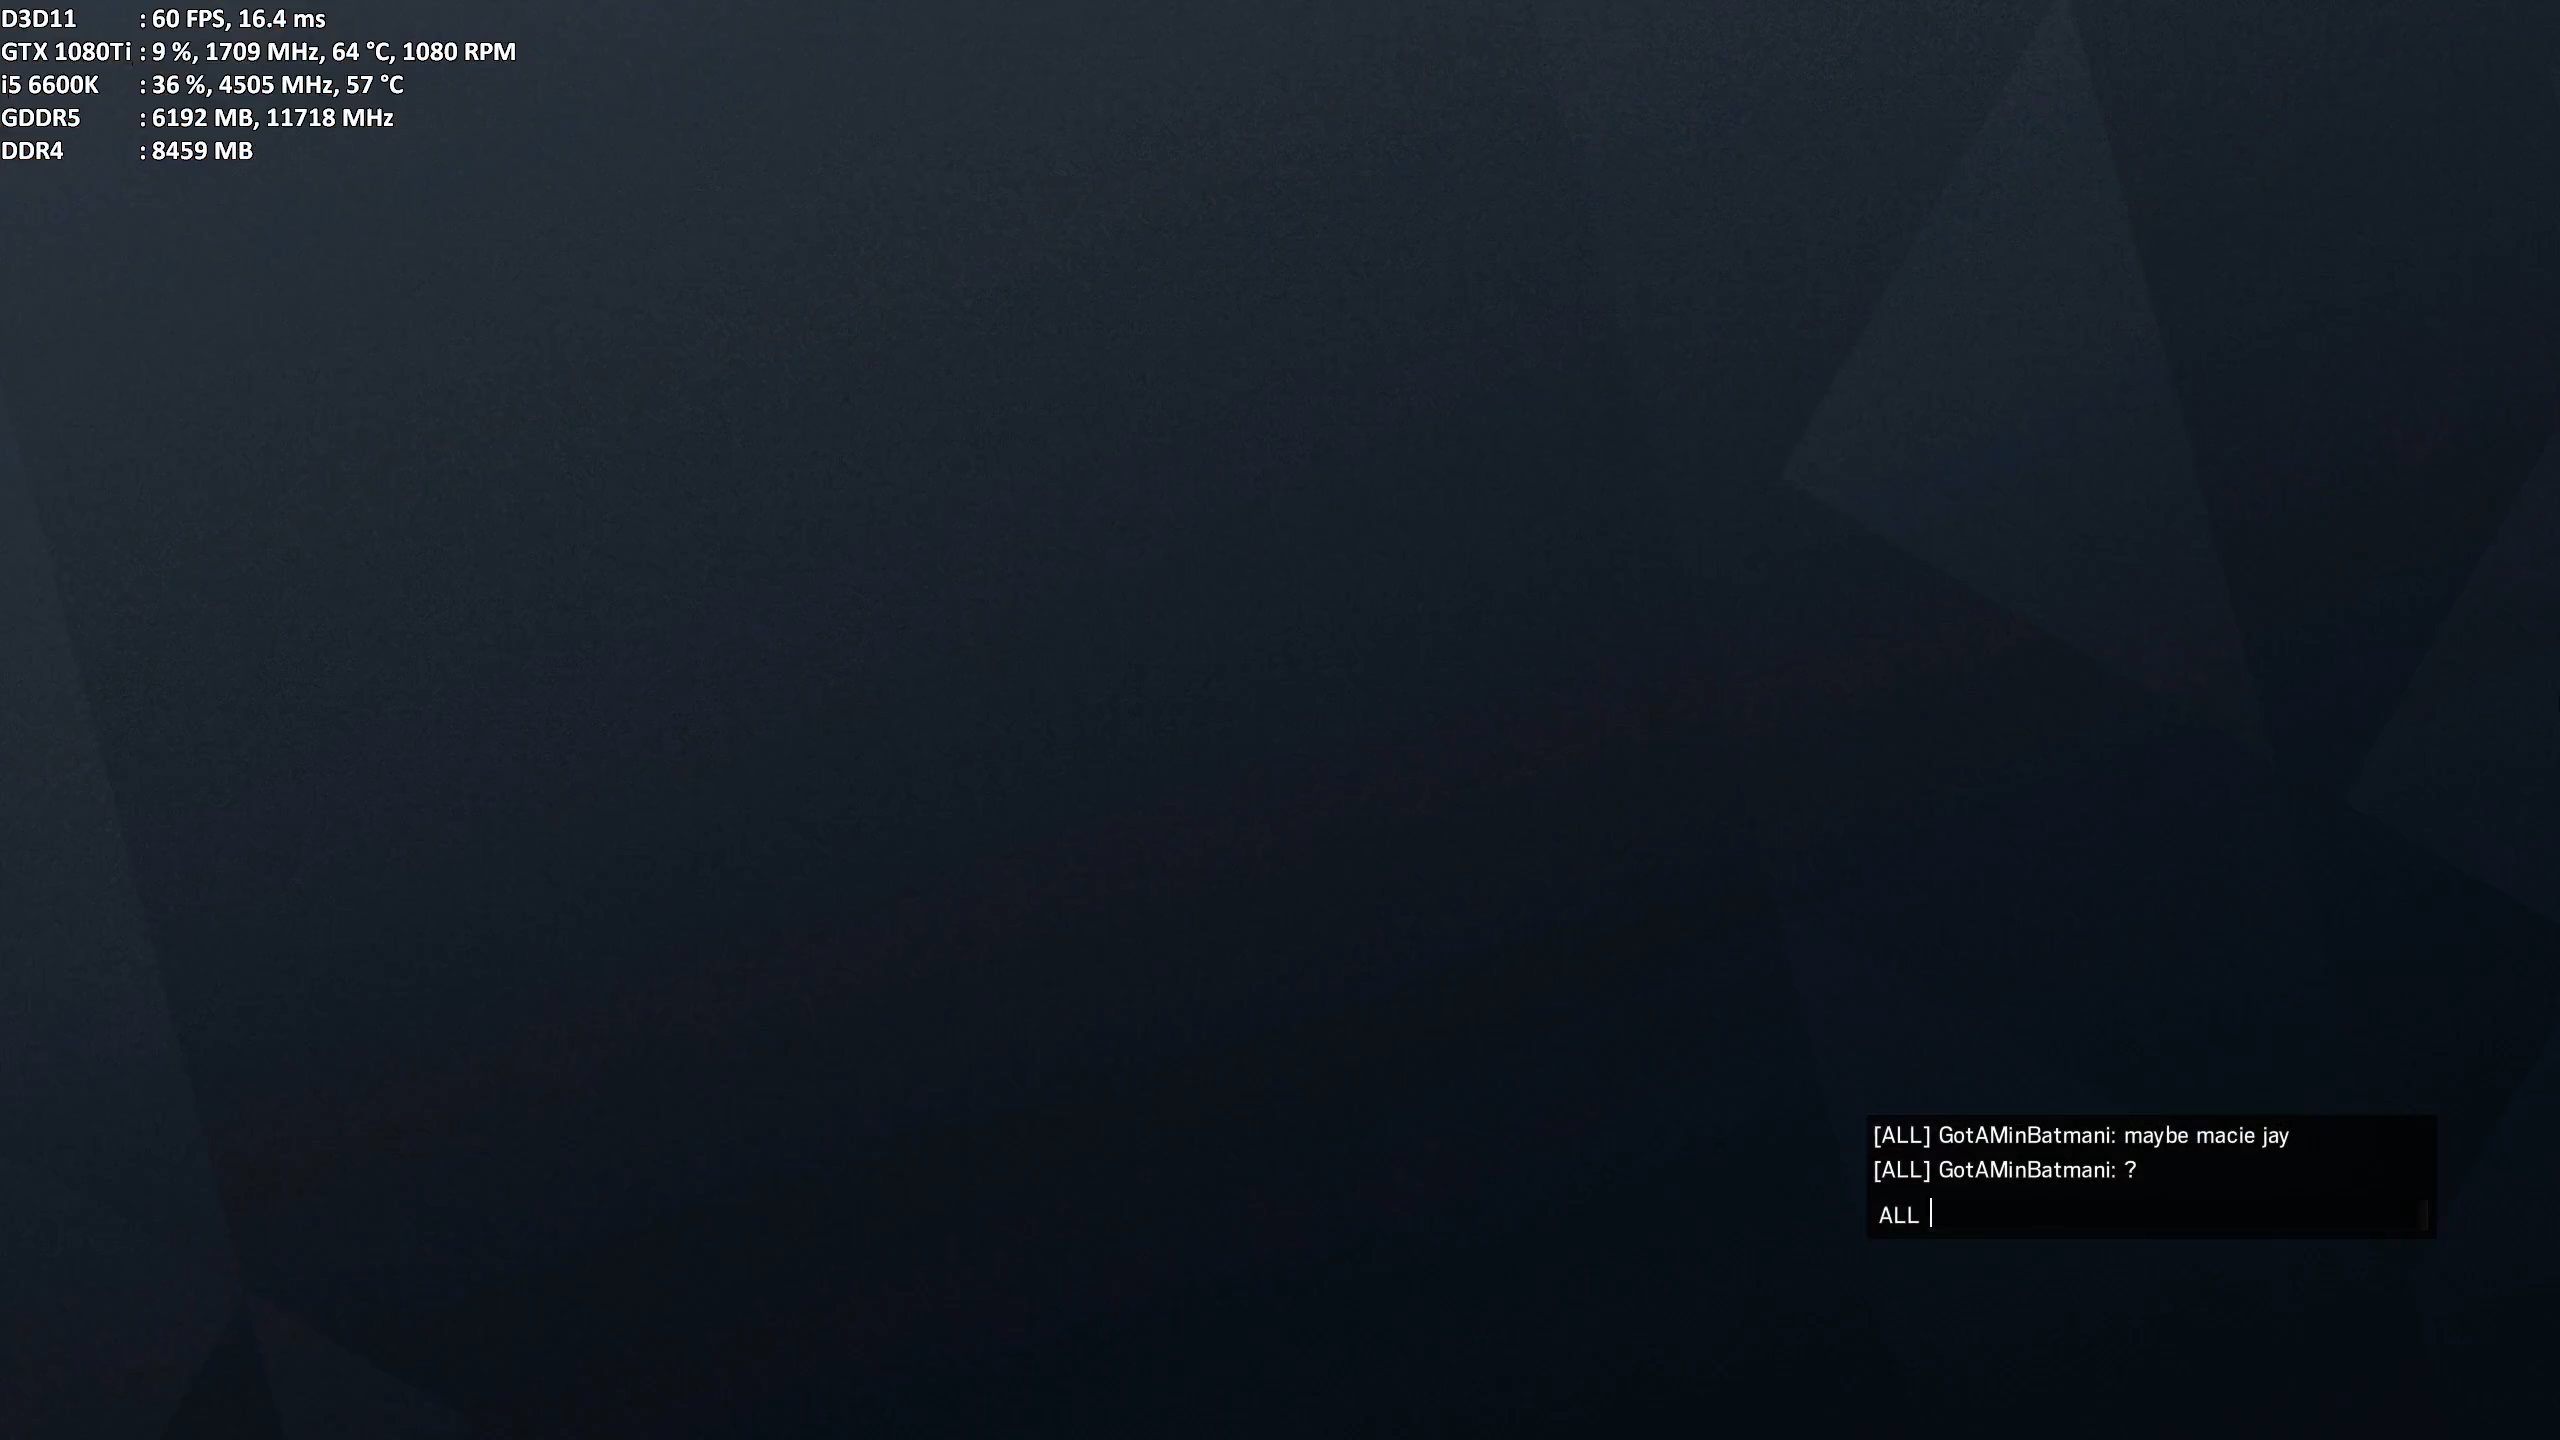 D3D11 : 60 FPS, 16.4 ms
GTX 1080Ti : 9 %, 1709 MHz, 64 °C, 1080 RPM
i5 6600K : 36 %, 4505 MHz, 57 °C
GDDR5 : 6192 MB, 11718 MHz
DDR4 : 8459 MB
[ALL] GotAMinBatmani: maybe macie jay
[ALL] GotAMinBatmani: ?
ALL